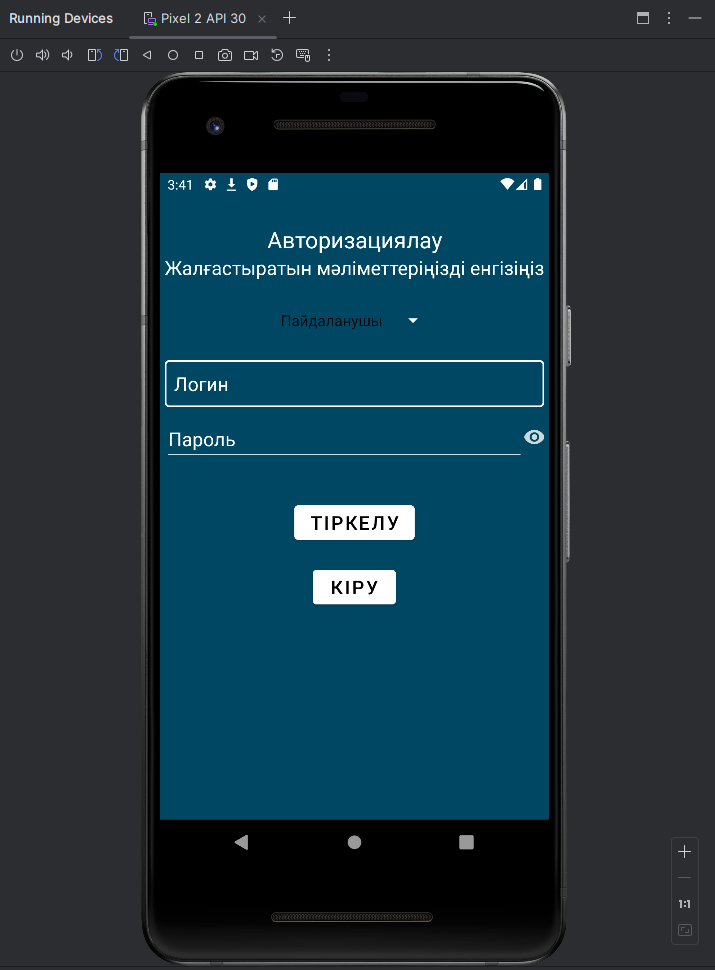 Running Devices
Pixel 2 API 30
3:41
Авторизациялау
Жалғастыратын мәліметтеріңізді енгізіңіз
Пайдаланушы
Логин
Пароль
ТІРКЕЛУ
КІРУ
1:1